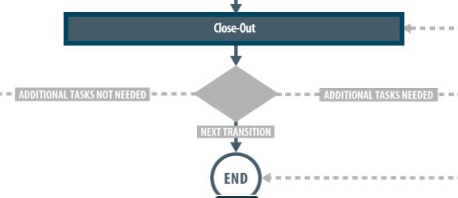 Close-Out
ADDITIONAL TASKS NOT NEEDED
ADDITIONAL TASKS NEEDED
NEXT TRANSITION
END